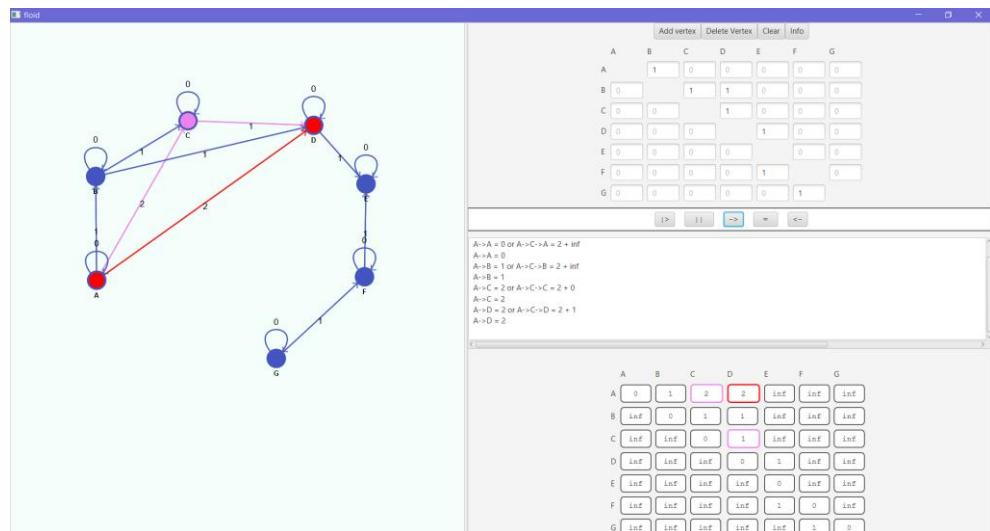 floid
Add vertex Delete Vertex Clear Info
A B C D E F G
A 1 0 0 0 0 0
B 0 1 1 0 0 0
C 0 0 1 0 0 0
D 0 0 0 1 0 0
E 0 0 0 0 0 0
F 0 0 0 0 1 0
G 0 0 0 0 0 1
|> || -> = <-
A->A = 0 or A->C->A = 2 + inf
A->A = 0
A->B = 1 or A->C->B = 2 + inf
A->B = 1
A->C = 2 or A->C->C = 2 + 0
A->C = 2
A->D = 2 or A->C->D = 2 + 1
A->D = 2
A B C D E F G
A 0 1 2 2 inf inf inf
B inf 0 1 1 inf inf inf
C inf inf 0 1 inf inf inf
D inf inf inf 0 1 inf inf
E inf inf inf inf 0 inf inf
F inf inf inf inf 1 0 inf
G inf inf inf inf inf 1 0
0
0
C
1
D
0
1
1
1
0
E
B
2
2
1
0
A
1
0
F
1
0
G